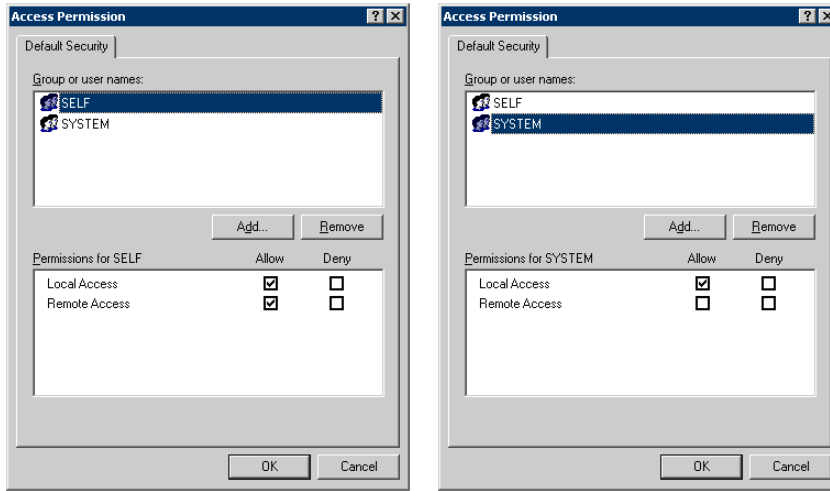 Access Permission
Default Security
Group or user names:
SELF
SYSTEM
Add...
Remove
Permissions for SELF Allow Deny
Local Access
Remote Access
OK
Cancel
Access Permission
Default Security
Group or user names:
SELF
SYSTEM
Add...
Remove
Permissions for SYSTEM Allow Deny
Local Access
Remote Access
OK
Cancel